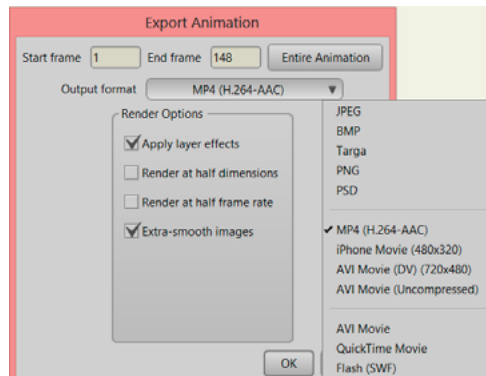 Export Animation
Start frame 1 End frame 148 Entire Animation
Output format MP4 (H.264-AAC)
Render Options
Apply layer effects
Render at half dimensions
Render at half frame rate
Extra-smooth images
OK
JPEG
BMP
Targa
PNG
PSD
MP4 (H.264-AAC)
iPhone Movie (480x320)
AVI Movie (DV) (720x480)
AVI Movie (Uncompressed)
AVI Movie
QuickTime Movie
Flash (SWF)